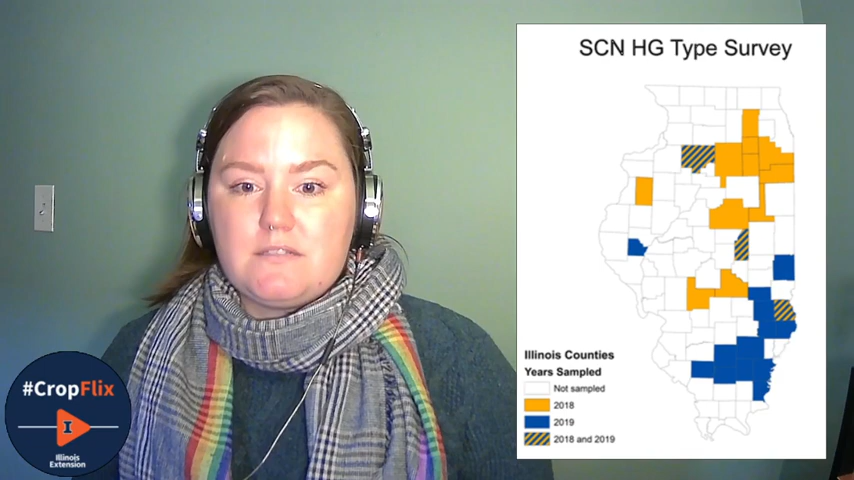 SCN HG Type Survey
Illinois Counties
Years Sampled
Not sampled
2018
2019
2018 and 2019
#CropFlix
I
Illinois
Extension